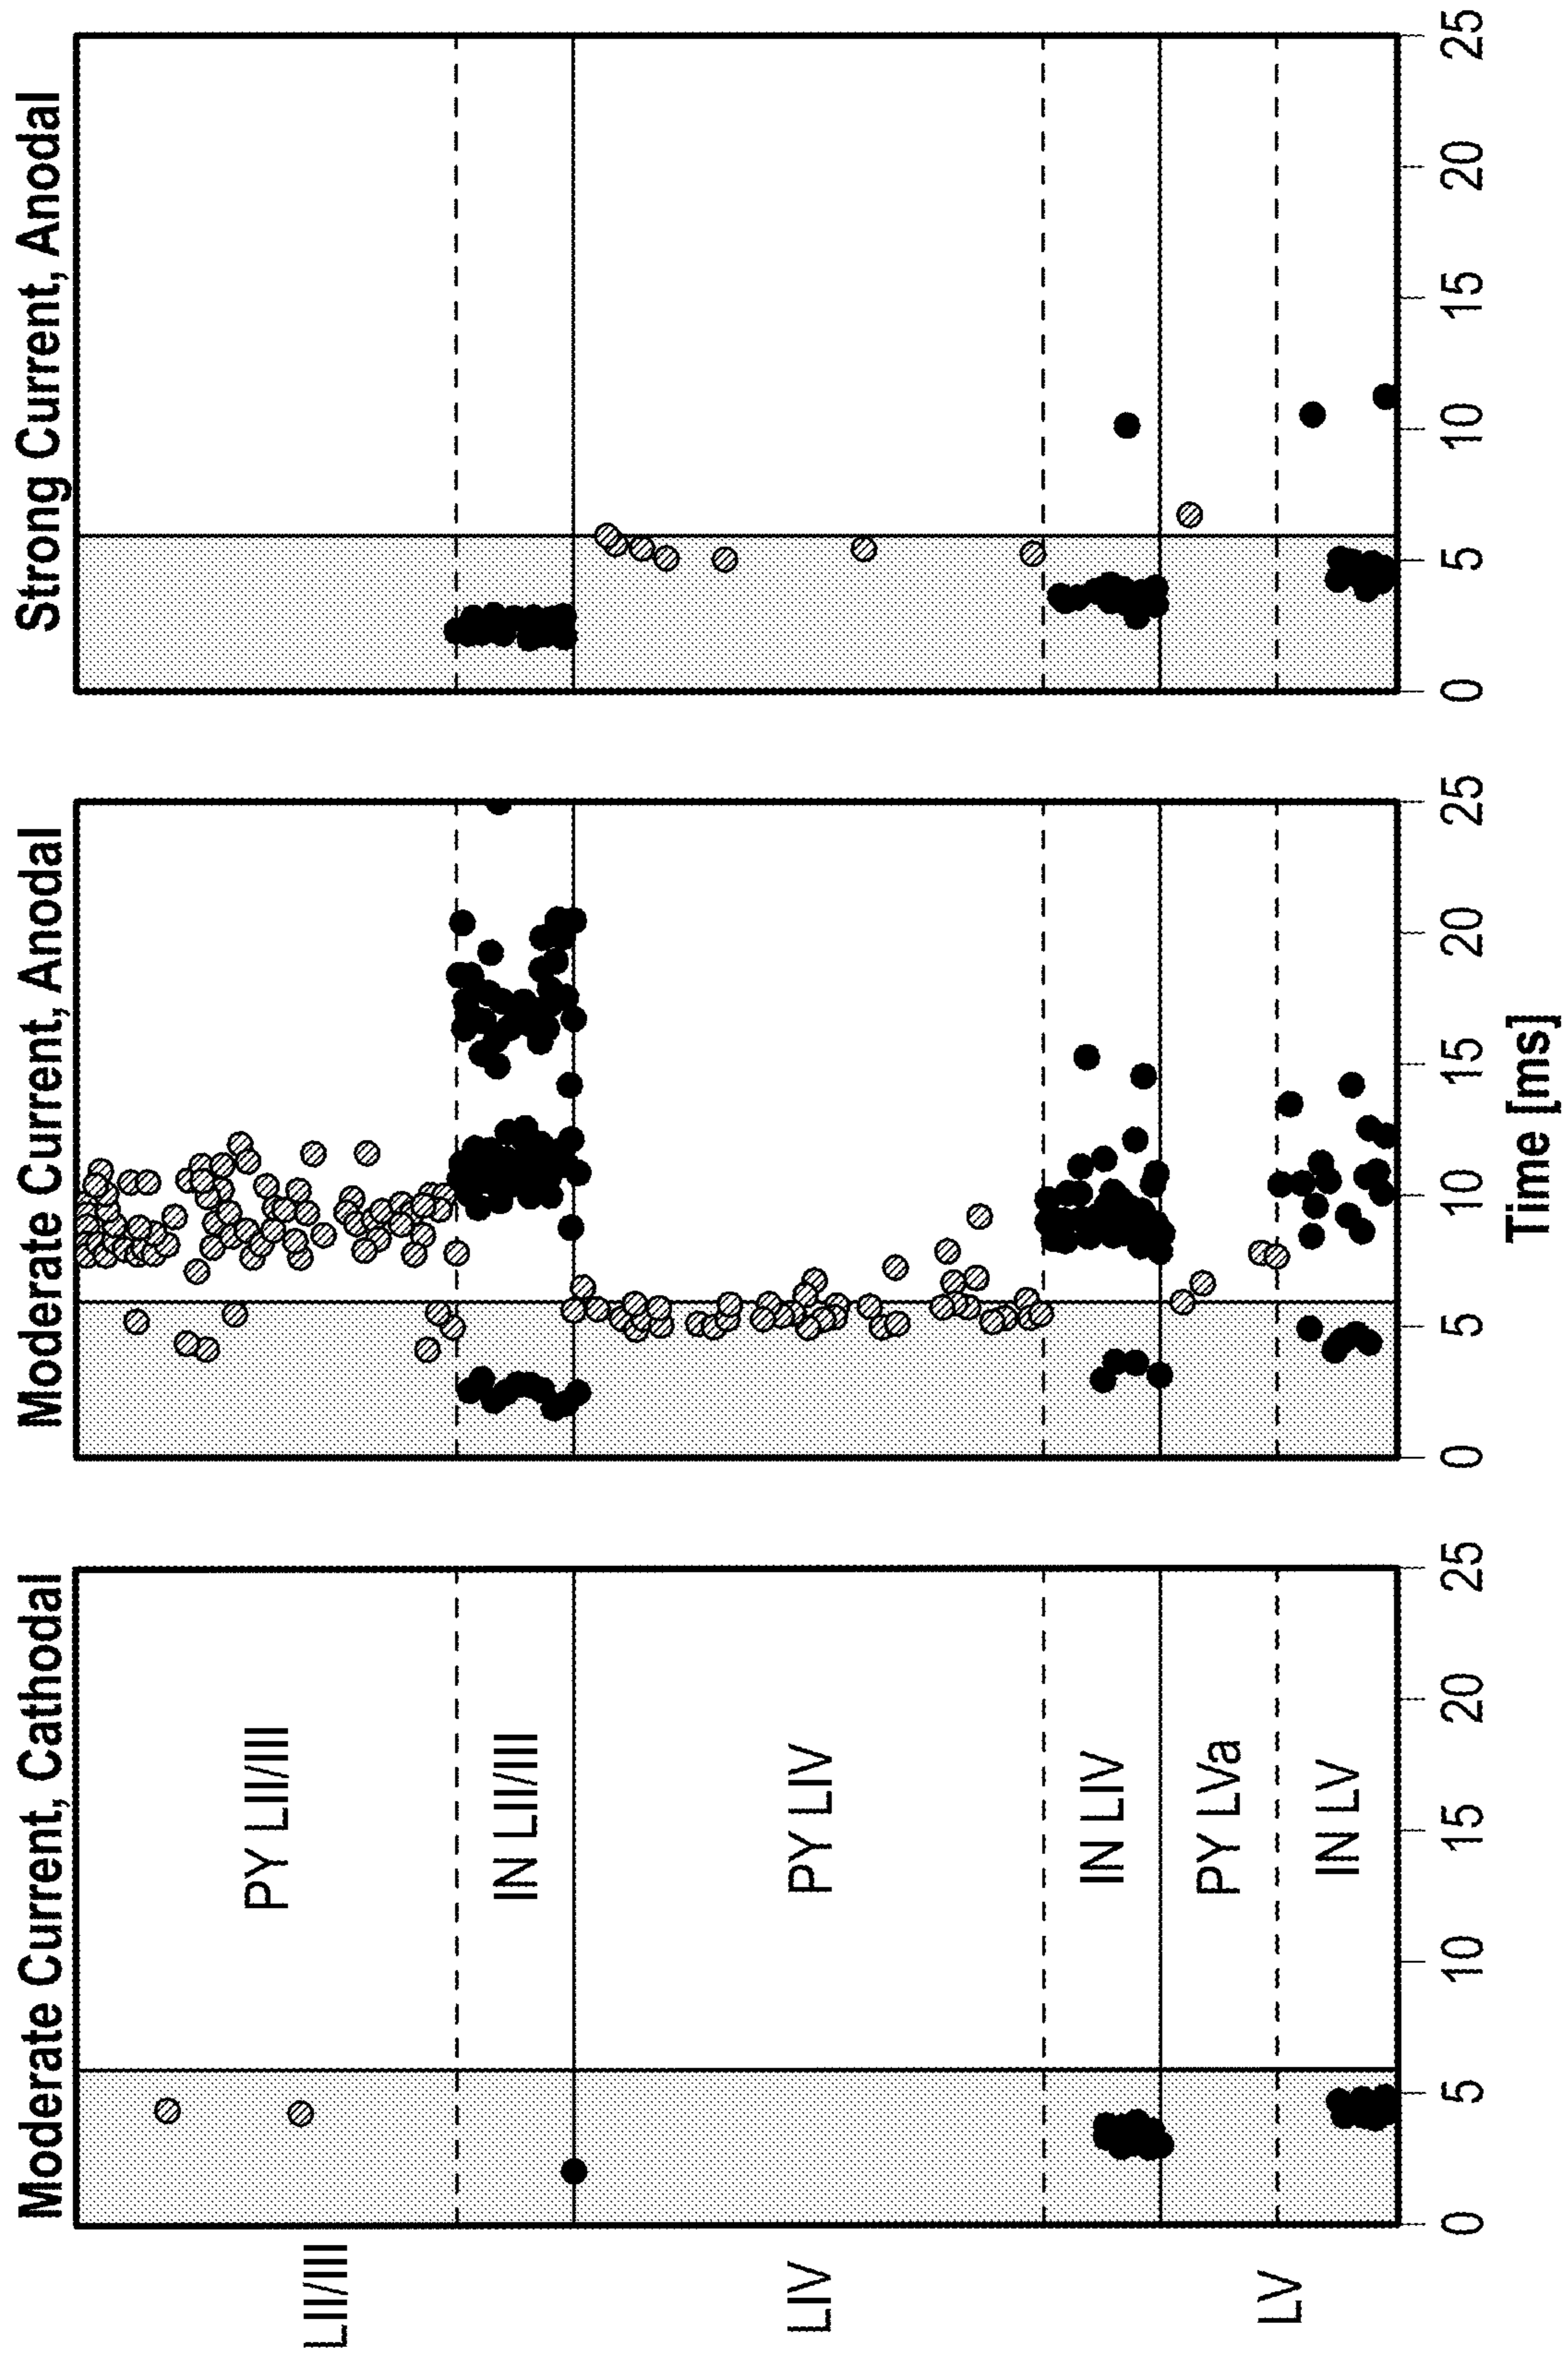 Moderate Current, Cathodal
Moderate Current, Anodal
Strong Current, Anodal
LII/III
LIV
LV
PY LII/IIII
IN LII/III
PY LIV
IN LIV
PY LVa
IN LV
0 5 10 15 20 25
0 5 10 15 20 25
0 5 10 15 20 25
Time [ms]